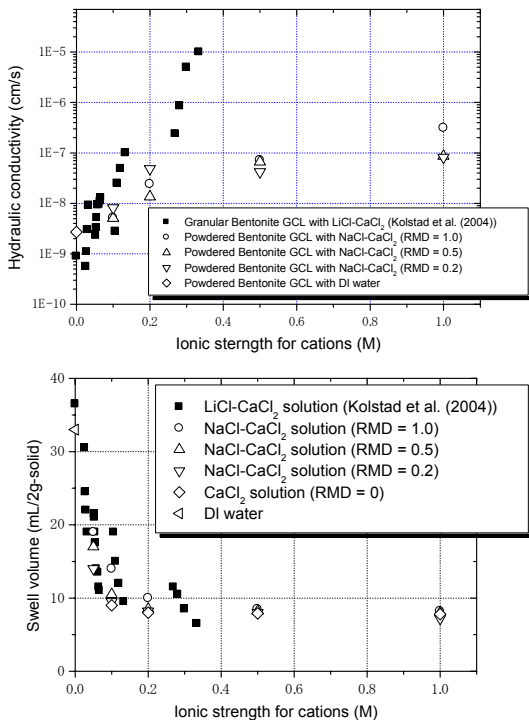 Hydraulic conductivity (cm/s)
1E-5
1E-6
1E-7
1E-8
1E-9
1E-10
Granular Bentonite GCL with LiCl-CaCl2 (Kolstad et al. (2004))
Powdered Bentonite GCL with NaCl-CaCl2 (RMD = 1.0)
Powdered Bentonite GCL with NaCl-CaCl2 (RMD = 0.5)
Powdered Bentonite GCL with NaCl-CaCl2 (RMD = 0.2)
Powdered Bentonite GCL with DI water
0.0 0.2 0.4 0.6 0.8 1.0
Ionic sterngth for cations (M)
Swell volume (mL/2g-solid)
40
30
20
10
0
LiCl-CaCl2 solution (Kolstad et al. (2004))
NaCl-CaCl2 solution (RMD = 1.0)
NaCl-CaCl2 solution (RMD = 0.5)
NaCl-CaCl2 solution (RMD = 0.2)
CaCl2 solution (RMD = 0)
DI water
0.0 0.2 0.4 0.6 0.8 1.0
Ionic strength for cations (M)